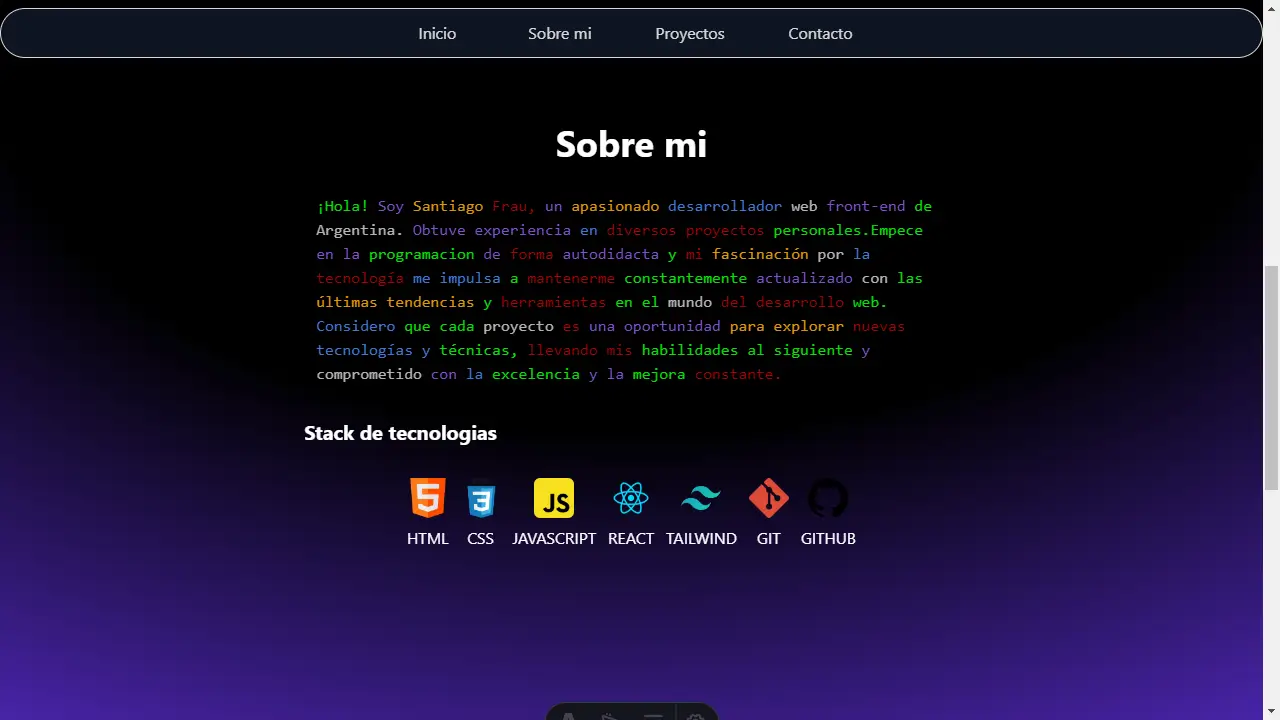 Inicio Sobre mi Proyectos Contacto
Sobre mi
¡Hola! Soy Santiago Frau, un apasionado desarrollador web front-end de
Argentina. Obtuve experiencia en diversos proyectos personales.Empece
en la programacion de forma autodidacta y mi fascinación por la
tecnología me impulsa a mantenerme constantemente actualizado con las
últimas tendencias y herramientas en el mundo del desarrollo web.
Considero que cada proyecto es una oportunidad para explorar nuevas
tecnologías y técnicas, llevando mis habilidades al siguiente y
comprometido con la excelencia y la mejora constante.
Stack de tecnologias
5 3 JS
HTML CSS JAVASCRIPT REACT TAILWIND GIT GITHUB